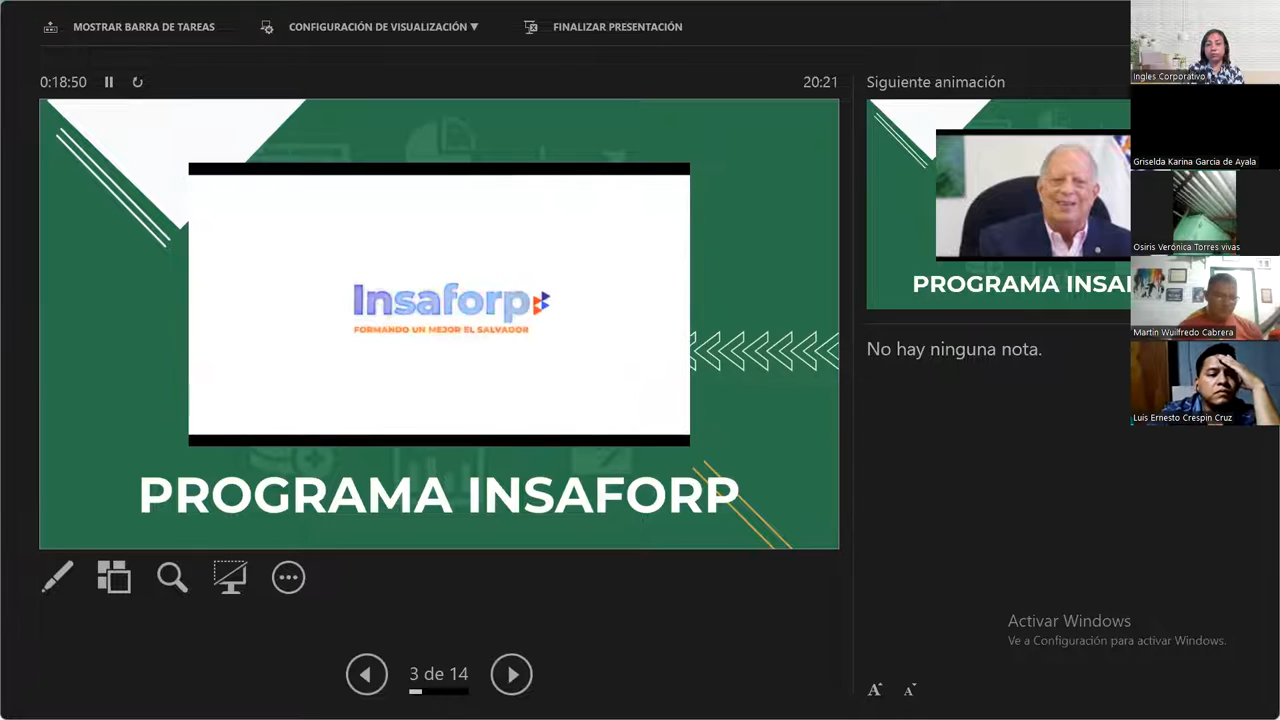 MOSTRAR BARRA DE TAREAS
CONFIGURACIÓN DE VISUALIZACIÓN ▼
FINALIZAR PRESENTACIÓN
0:18:50
20:21
Siguiente animación
Insaforp
FORMANDO UN MEJOR EL SALVADOR
PROGRAMA INSAFORP
PROGRAMA INSA
No hay ninguna nota.
Ingles Corporativo
Griselda Karina Garcia de Ayala
Osiris Verónica Torres vivas
Martin Wuilfredo Cabrera
Luis Ernesto Crespin Cruz
Activar Windows
Ve a Configuración para activar Windows.
3 de 14
A A